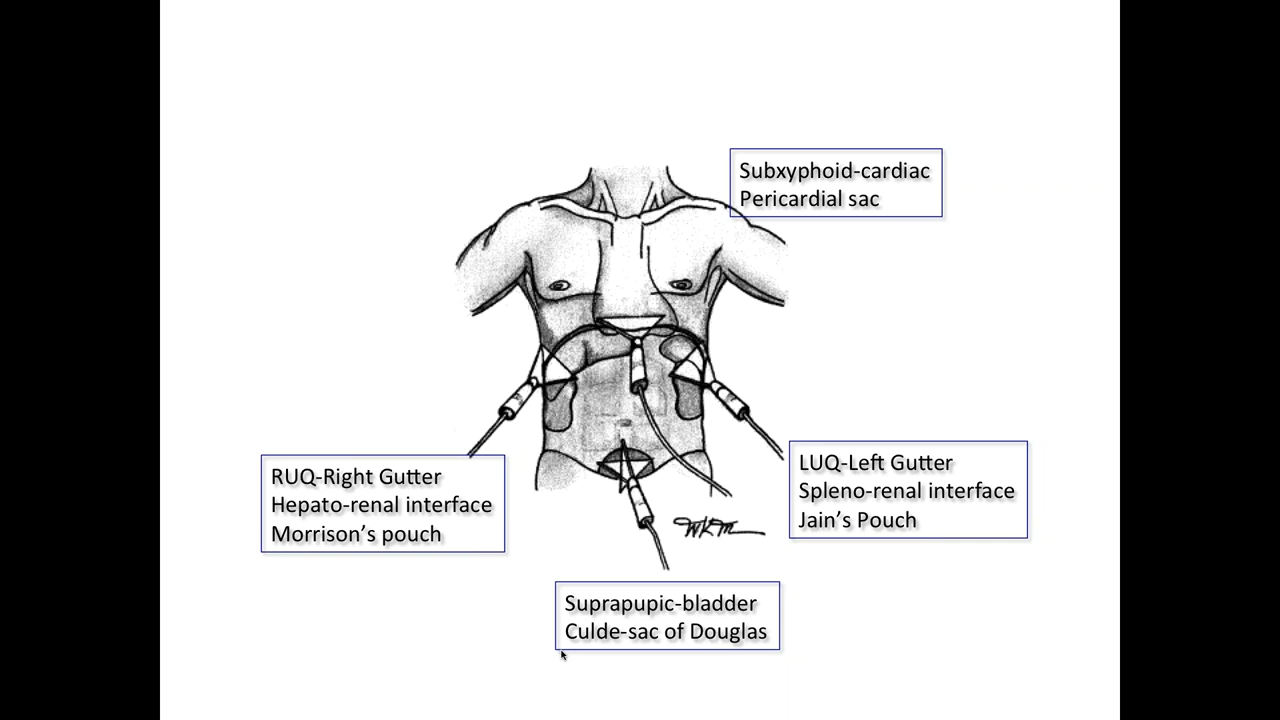 Subxyphoid-cardiac
Pericardial sac
RUQ-Right Gutter
Hepato-renal interface
Morrison’s pouch
LUQ-Left Gutter
Spleno-renal interface
Jain’s Pouch
Suprapupic-bladder
Culde-sac of Douglas